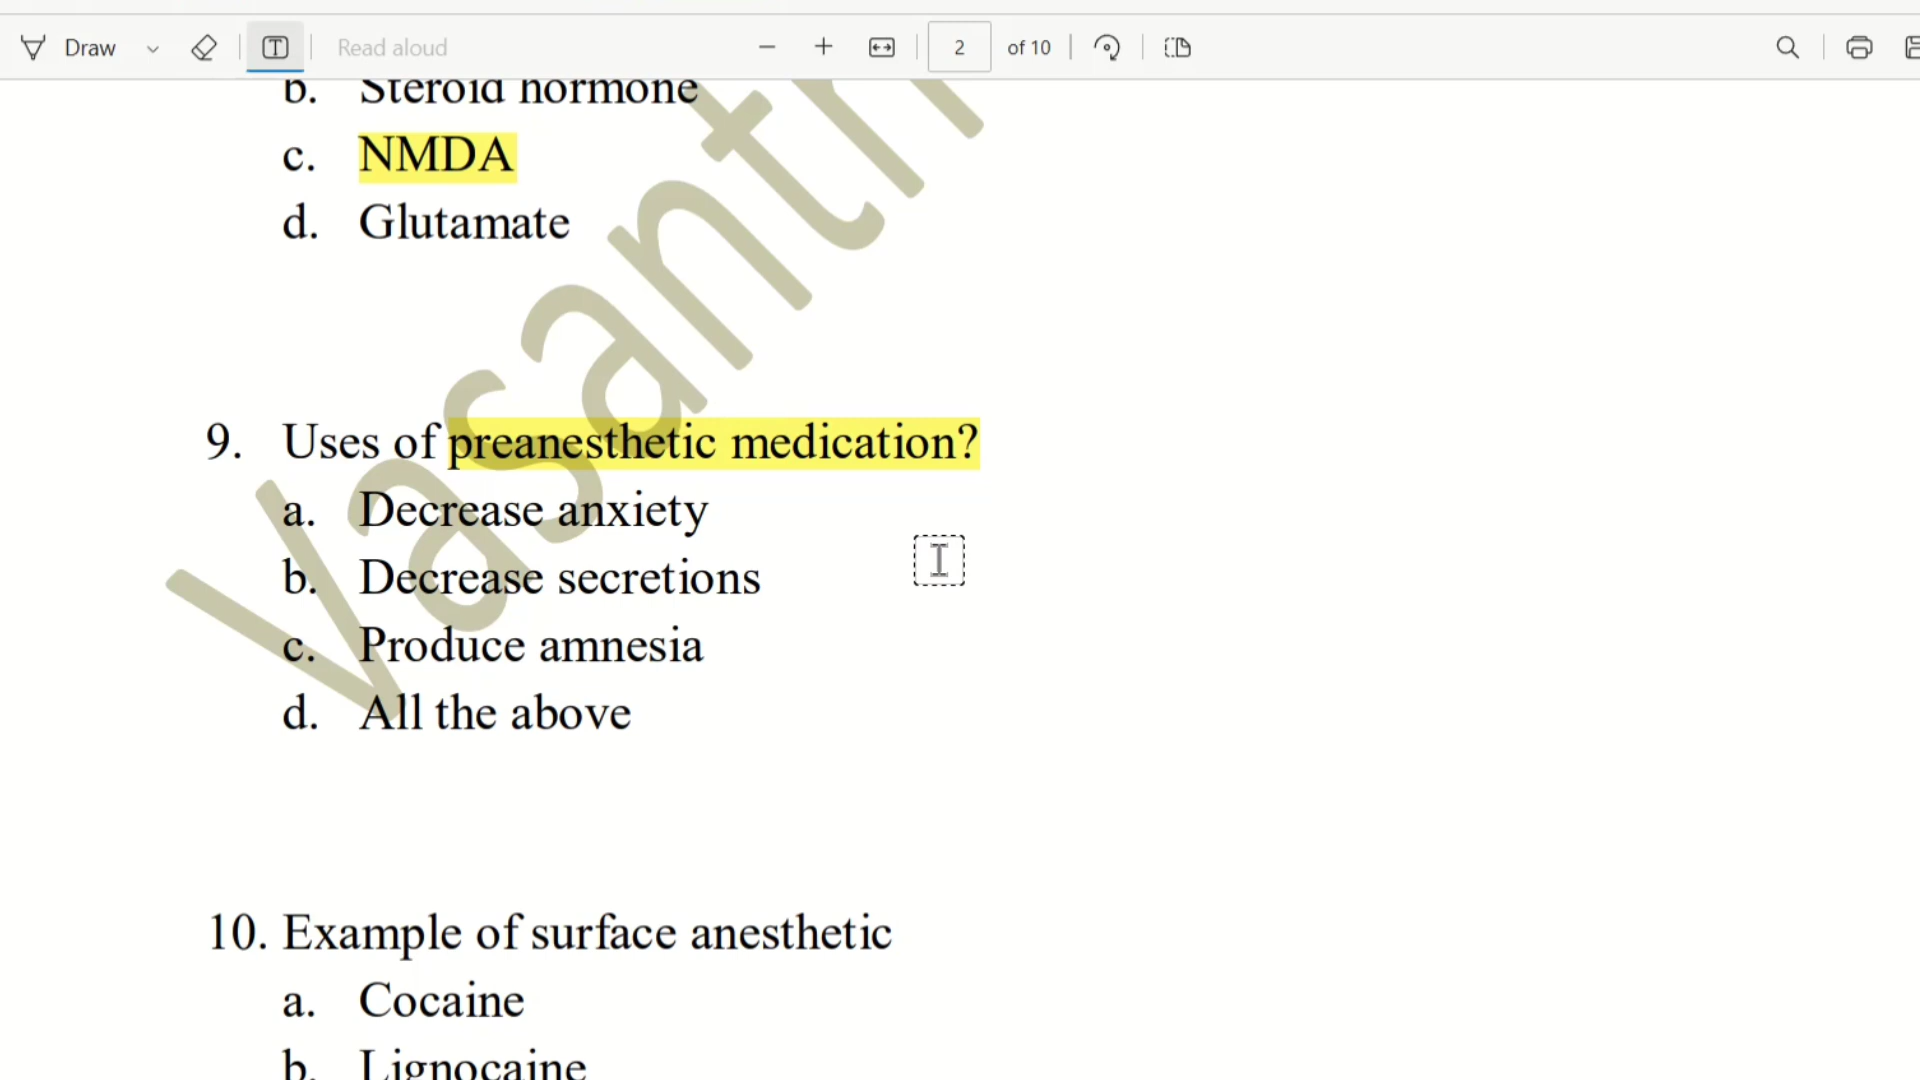 Draw
Read aloud
2 of 10
b. Steroid hormone
c. NMDA
d. Glutamate
9. Uses of preanesthetic medication?
a. Decrease anxiety
b. Decrease secretions
c. Produce amnesia
d. All the above
10. Example of surface anesthetic
a. Cocaine
b. Lignocaine
Vasanth